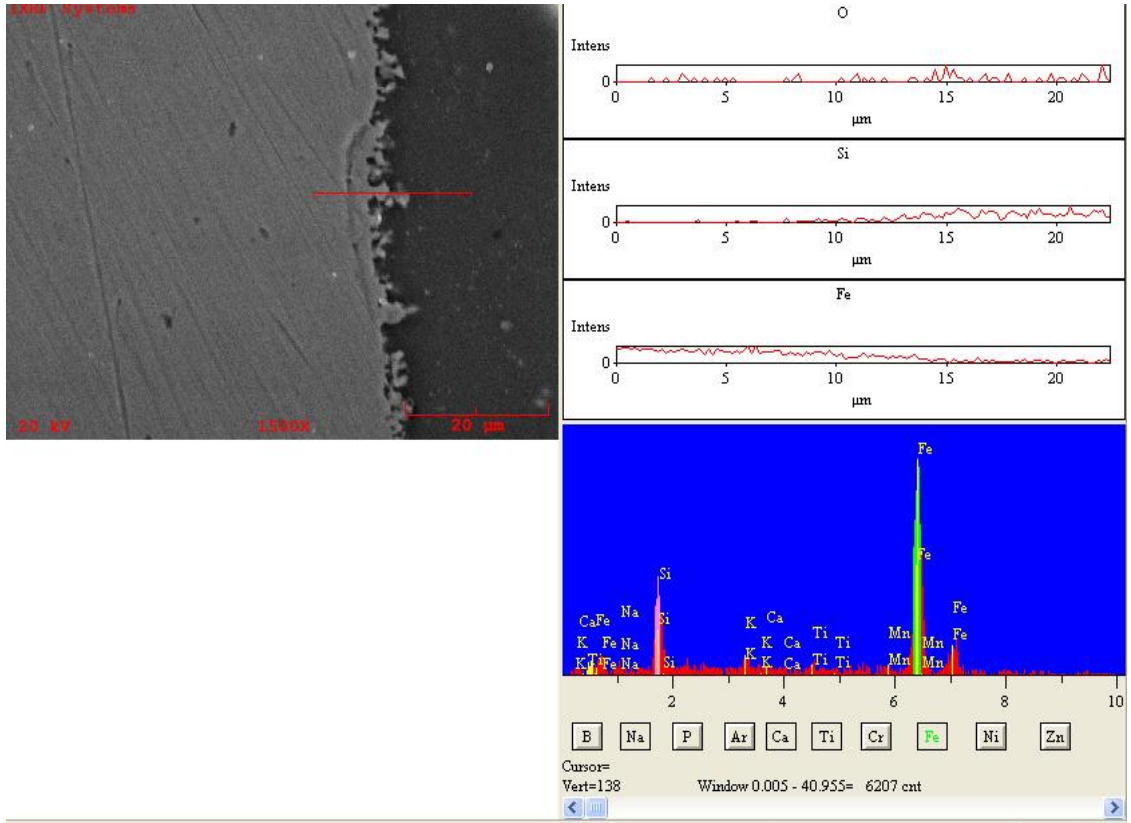 IXRF Systems
20 kV 1500X 20 µm
O
Intens
0
0 5 10 15 20
µm
Si
Intens
0
0 5 10 15 20
µm
Fe
Intens
0
0 5 10 15 20
µm
Fe
Fe
Si
Na
Ca Fe
K
Ca
Fe
Si
Ti
Mn
K Fe Na
K Ca Ti Mn Fe
K Ti Fe Na Si
K Ca Ti Ti Mn Mn
2 4 6 8 10
B Na P Ar Ca Ti Cr Fe Ni Zn
Cursor=
Vert=138 Window 0.005 - 40.955= 6207 cnt